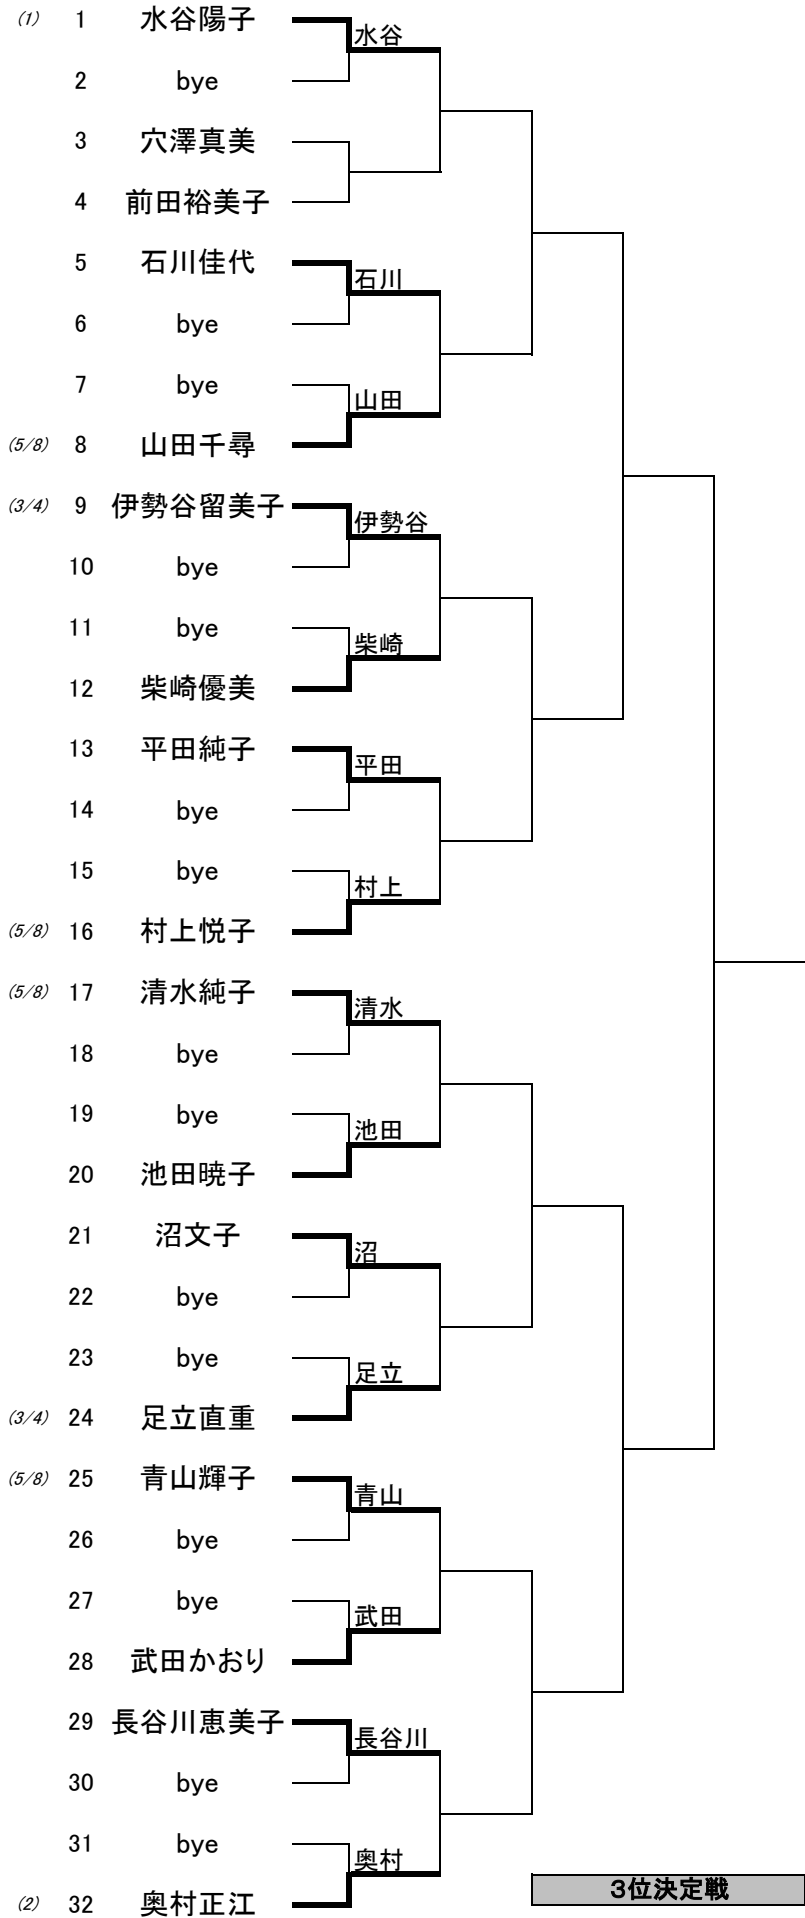 (1) 1 水谷陽子
水谷
2 bye
3 穴澤真美
4 前田裕美子
5 石川佳代
石川
6 bye
7 bye
山田
(5/8) 8 山田千尋
(3/4) 9 伊勢谷留美子
伊勢谷
10 bye
11 bye
柴崎
12 柴崎優美
13 平田純子
平田
14 bye
15 bye
村上
(5/8) 16 村上悦子
(5/8) 17 清水純子
清水
18 bye
19 bye
池田
20 池田暁子
21 沼文子
沼
22 bye
23 bye
足立
(3/4) 24 足立直重
(5/8) 25 青山輝子
青山
26 bye
27 bye
武田
28 武田かおり
29 長谷川恵美子
長谷川
30 bye
31 bye
奥村
3位決定戦
(2) 32 奥村正江